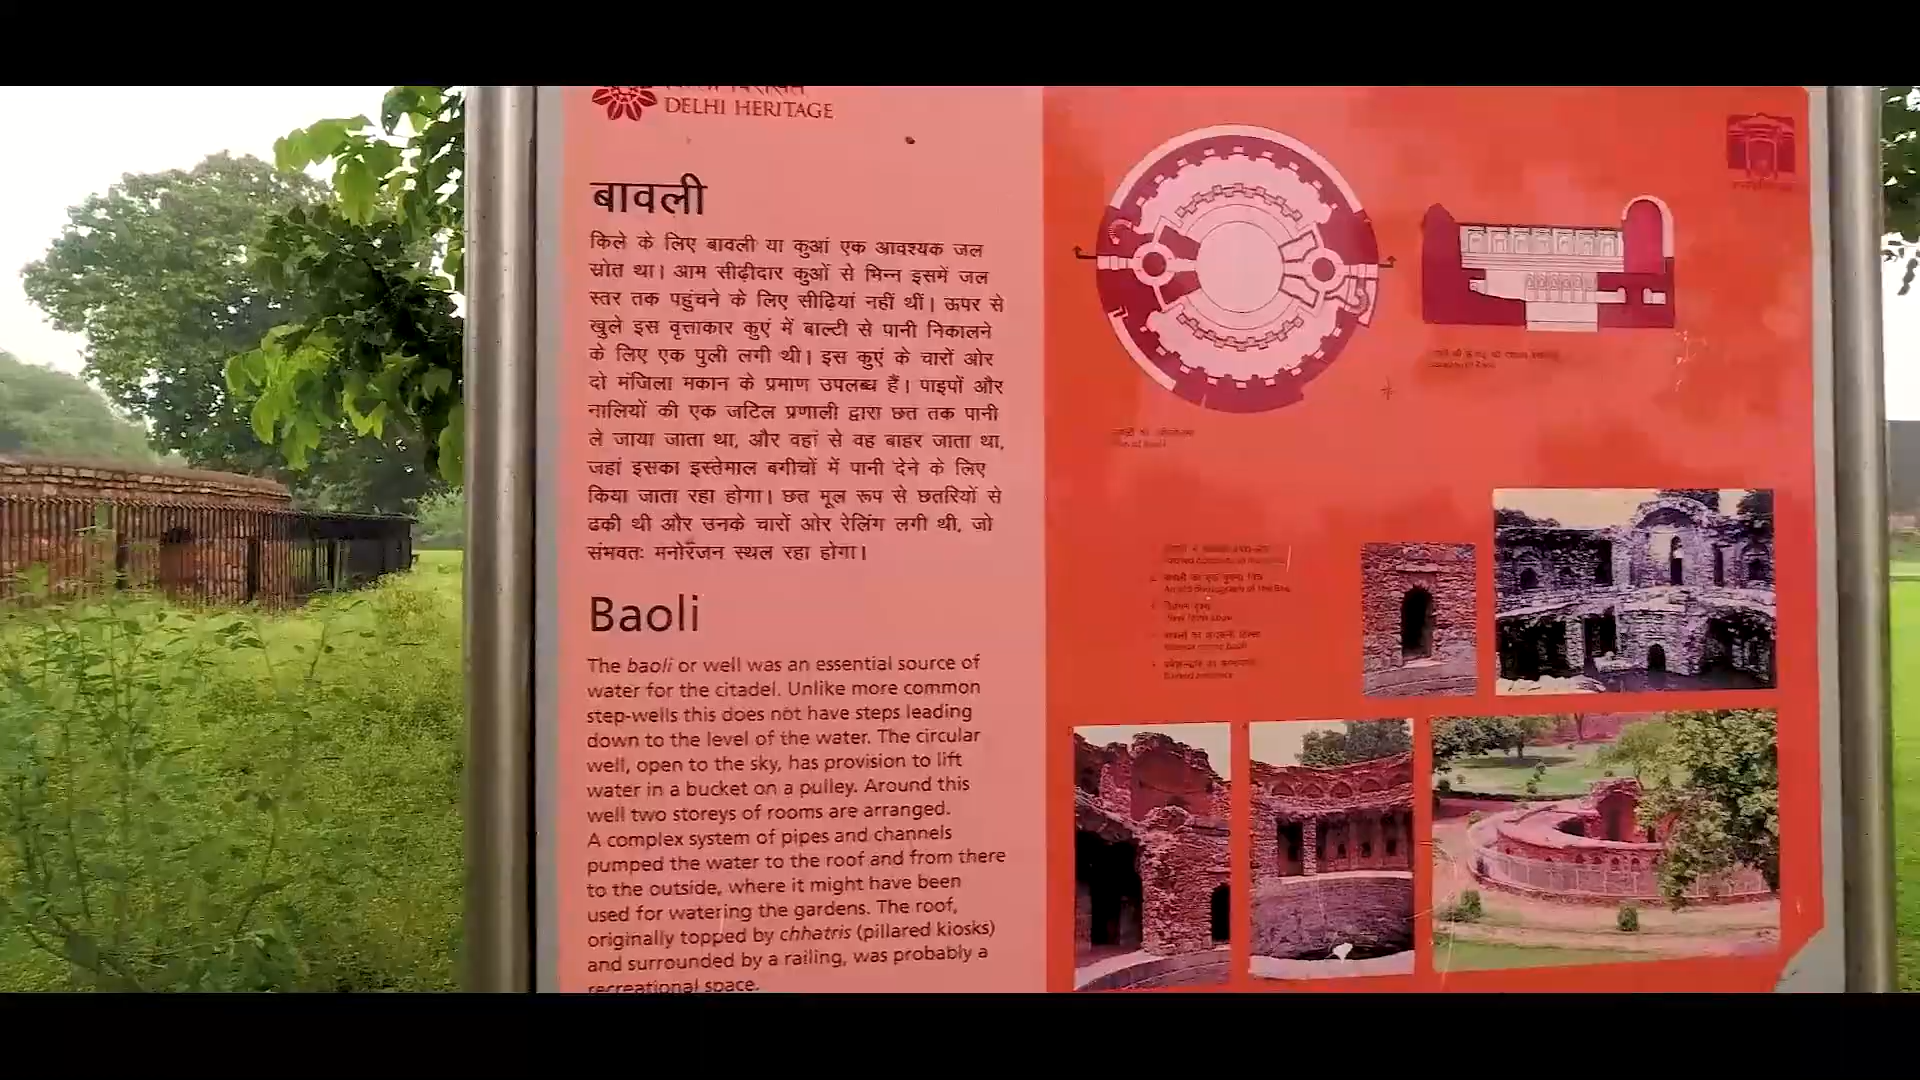 DELHI HERITAGE
बावली
किले के लिए बावली या कुआं एक आवश्यक जल
स्रोत था। आम सीढ़ीदार कुओं से भिन्न इसमें जल
स्तर तक पहुंचने के लिए सीढ़ियां नहीं थीं। ऊपर से
खुले इस वृत्ताकार कुएं में बाल्टी से पानी निकालने
के लिए एक पुली लगी थी। इस कुएं के चारों ओर
दो मंजिला मकान के प्रमाण उपलब्ध हैं। पाइपों और
नालियों की एक जटिल प्रणाली द्वारा छत तक पानी
ले जाया जाता था, और वहां से वह बाहर जाता था,
जहां इसका इस्तेमाल बगीचों में पानी देने के लिए
किया जाता रहा होगा। छत मूल रूप से छतरियों से
ढकी थी और उनके चारों ओर रेलिंग लगी थी, जो
संभवतः मनोरंजन स्थल रहा होगा।
Baoli
The baoli or well was an essential source of
water for the citadel. Unlike more common
step-wells this does not have steps leading
down to the level of the water. The circular
well, open to the sky, has provision to lift
water in a bucket on a pulley. Around this
well two storeys of rooms are arranged.
A complex system of pipes and channels
pumped the water to the roof and from there
to the outside, where it might have been
used for watering the gardens. The roof,
originally topped by chhatris (pillared kiosks)
and surrounded by a railing, was probably a
recreational space.